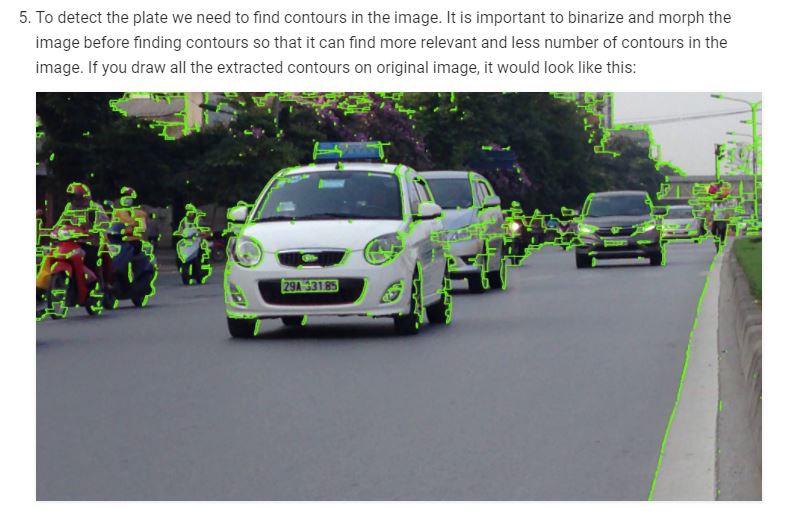 5. To detect the plate we need to find contours in the image. It is important to binarize and morph the
image before finding contours so that it can find more relevant and less number of contours in the
image. If you draw all the extracted contours on original image, it would look like this:
29A-33185